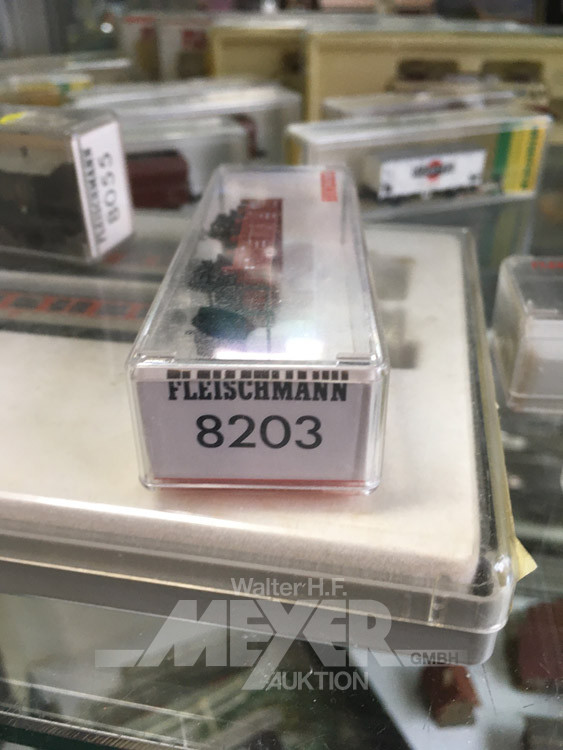 8055
FLEISCHMANN
8203
Walter H.F.
MEYER
GMBH
AUKTION